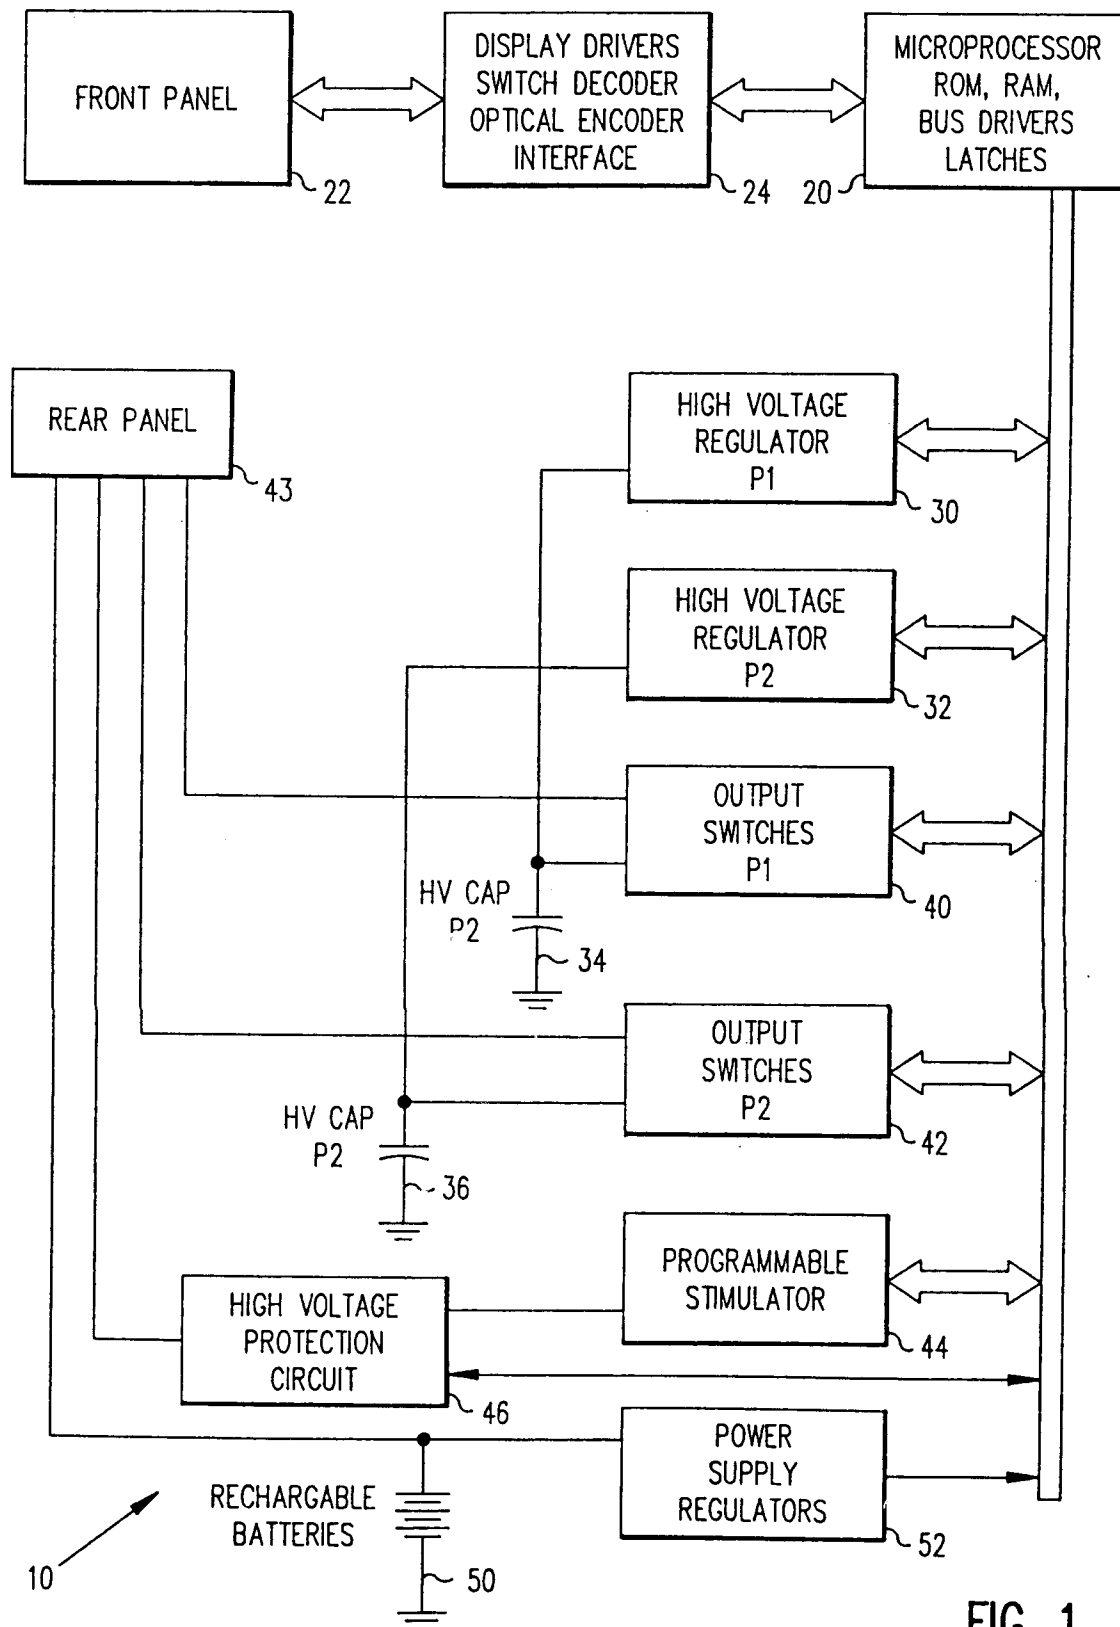 FRONT PANEL
22
DISPLAY DRIVERS
SWITCH DECODER
OPTICAL ENCODER
INTERFACE
24
MICROPROCESSOR
ROM, RAM,
BUS DRIVERS
LATCHES
20
REAR PANEL
43
HIGH VOLTAGE
REGULATOR
P1
30
HIGH VOLTAGE
REGULATOR
P2
32
OUTPUT
SWITCHES
P1
40
HV CAP
P2
34
OUTPUT
SWITCHES
P2
42
HV CAP
P2
36
PROGRAMMABLE
STIMULATOR
44
HIGH VOLTAGE
PROTECTION
CIRCUIT
46
POWER
SUPPLY
REGULATORS
52
RECHARGABLE
BATTERIES
50
10
FIG. 1